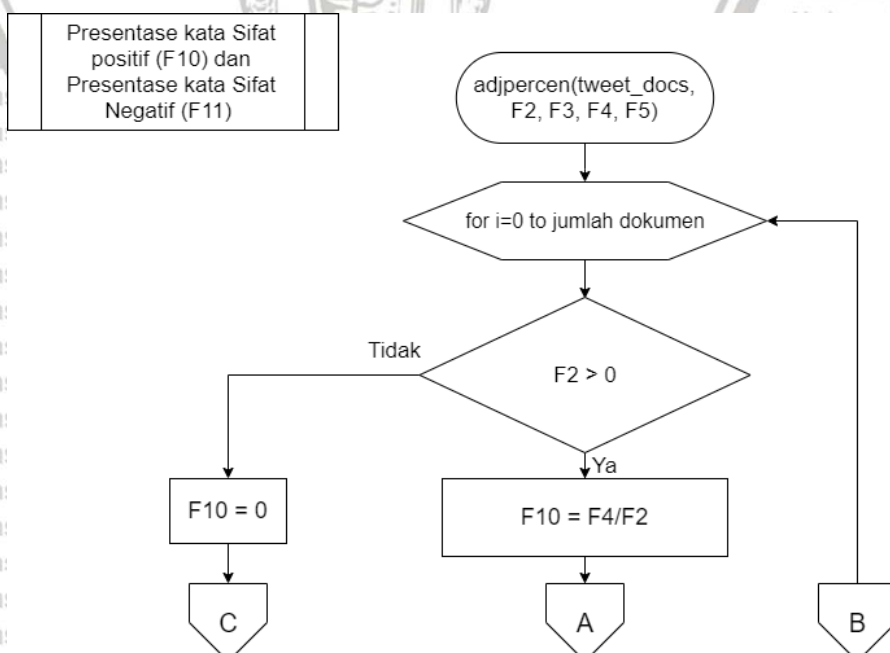 Presentase kata Sifat
positif (F10) dan
Presentase kata Sifat
Negatif (F11)
adjpercen(tweet_docs,
F2, F3, F4, F5)
for i=0 to jumlah dokumen
Tidak
F2 > 0
Ya
F10 = 0
F10 = F4/F2
C
A
B